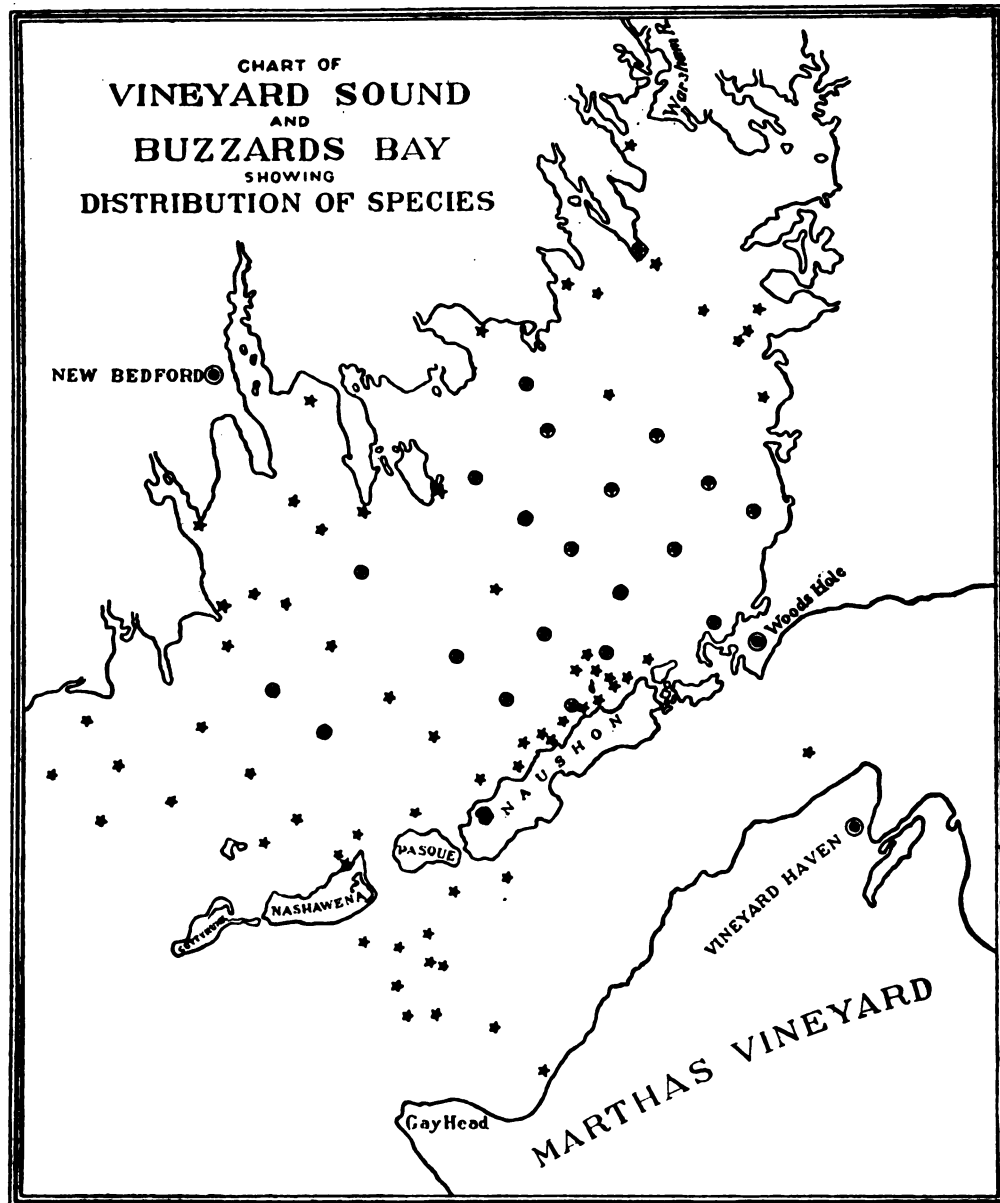 CHART OF
VINEYARD SOUND
AND
BUZZARDS BAY
SHOWING
DISTRIBUTION OF SPECIES
Warsham R
NEW BEDFORD
Woods Hole
NAUSHON
PASQUE
NASHAWENA
VINEYARD HAVEN
MARTHAS VINEYARD
Gay Head